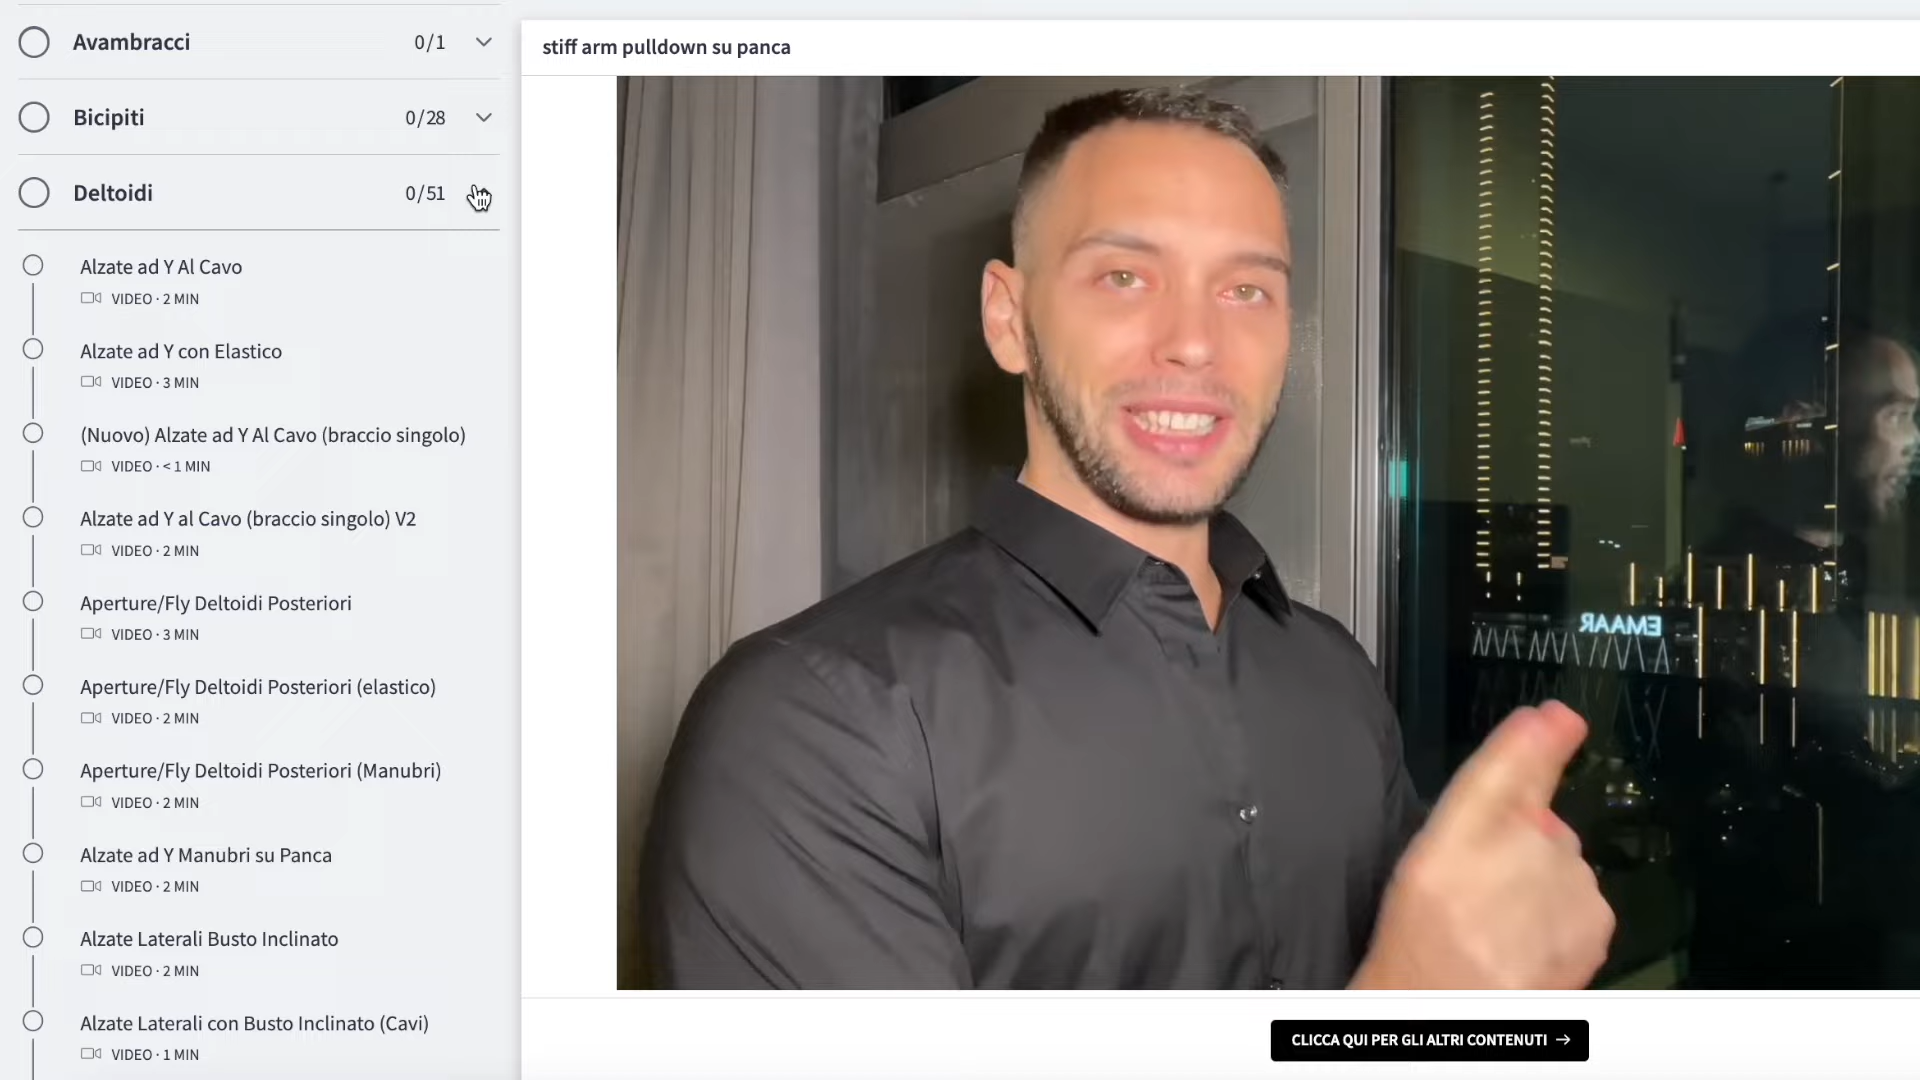 Avambracci 0/1
Bicipiti 0/28
Deltoidi 0/51
Alzate ad Y Al Cavo
VIDEO · 2 MIN
Alzate ad Y con Elastico
VIDEO · 3 MIN
(Nuovo) Alzate ad Y Al Cavo (braccio singolo)
VIDEO · < 1 MIN
Alzate ad Y al Cavo (braccio singolo) V2
VIDEO · 2 MIN
Aperture/Fly Deltoidi Posteriori
VIDEO · 3 MIN
Aperture/Fly Deltoidi Posteriori (elastico)
VIDEO · 2 MIN
Aperture/Fly Deltoidi Posteriori (Manubri)
VIDEO · 2 MIN
Alzate ad Y Manubri su Panca
VIDEO · 2 MIN
Alzate Laterali Busto Inclinato
VIDEO · 2 MIN
Alzate Laterali con Busto Inclinato (Cavi)
VIDEO · 1 MIN
stiff arm pulldown su panca
EMAAR
CLICCA QUI PER GLI ALTRI CONTENUTI →